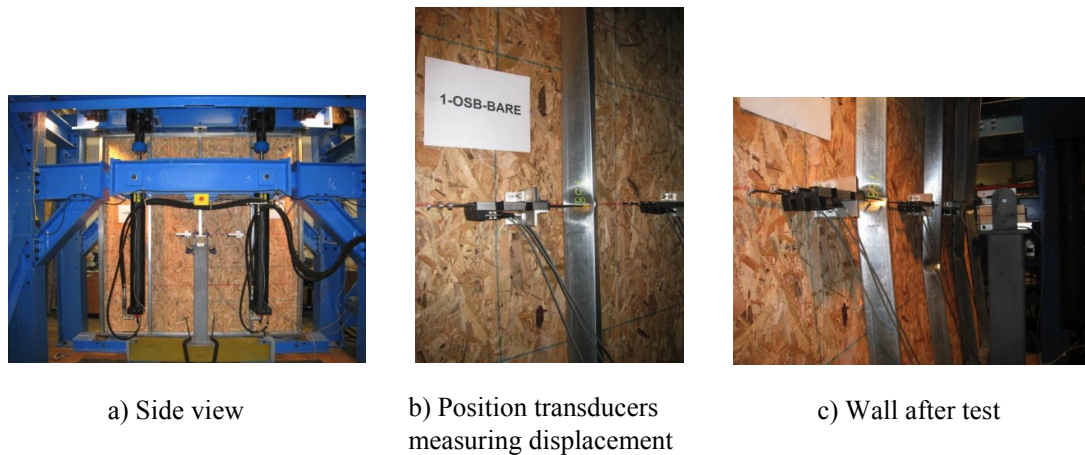 1-OSB-BARE
a) Side view
b) Position transducers
measuring displacement
c) Wall after test